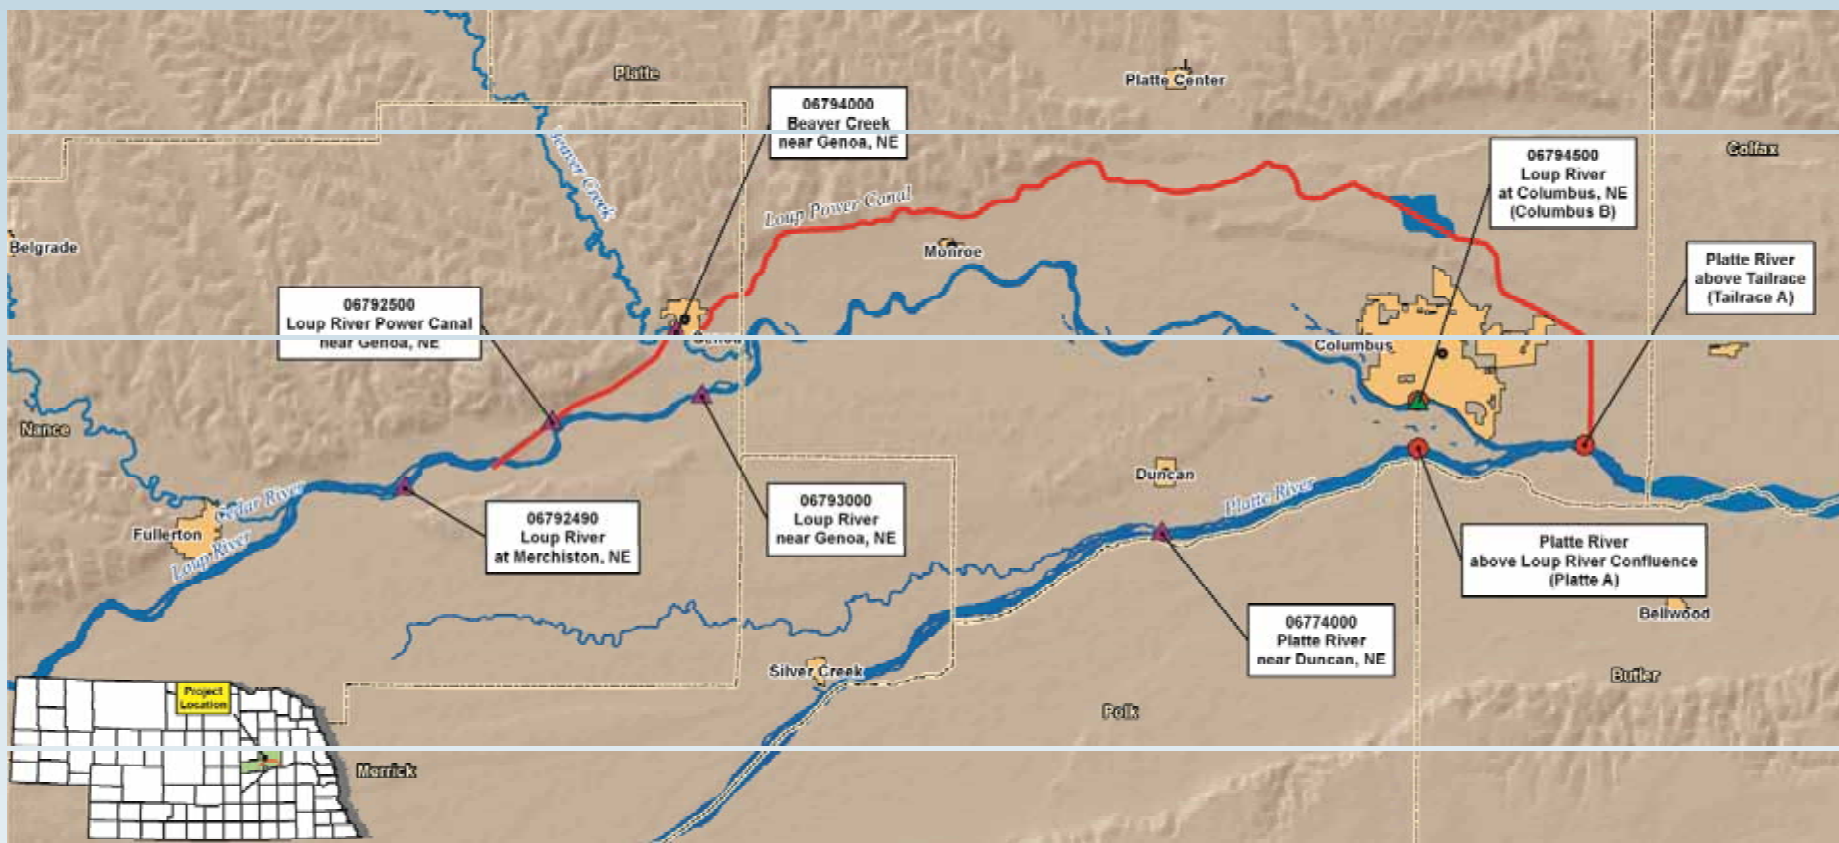 Platte
Platte Center
06794000
Beaver Creek
near Genoa, NE
Beaver Creek
06794500
Loup River
at Columbus, NE
(Columbus B)
Colfax
Loup Power Canal
Belgrade
Monroe
Platte River
above Tailrace
(Tailrace A)
06792500
Loup River Power Canal
near Genoa, NE
Genoa
Columbus
Nance
Duncan
Cedar River
Fullerton
Loup River
06792490
Loup River
at Merchiston, NE
06793000
Loup River
near Genoa, NE
Platte River
Platte River
above Loup River Confluence
(Platte A)
Bellwood
06774000
Platte River
near Duncan, NE
Silver Creek
Butler
Polk
Project
Location
Merrick